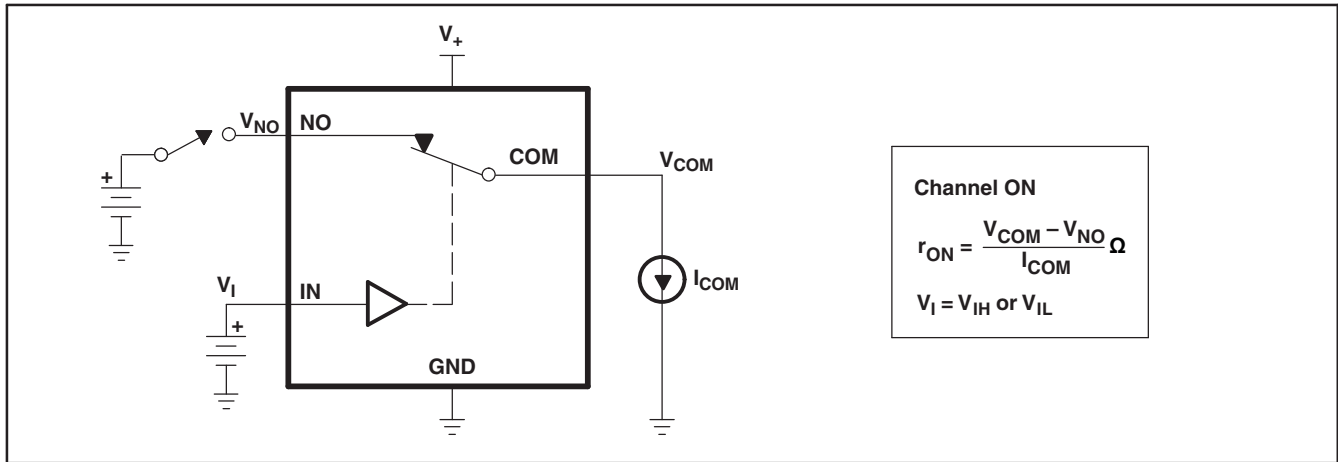 V+
VNO NO
COM
VCOM
+
VI IN
+
ICOM
GND
Channel ON
rON = VCOM – VNO / ICOM Ω
VI = VIH or VIL